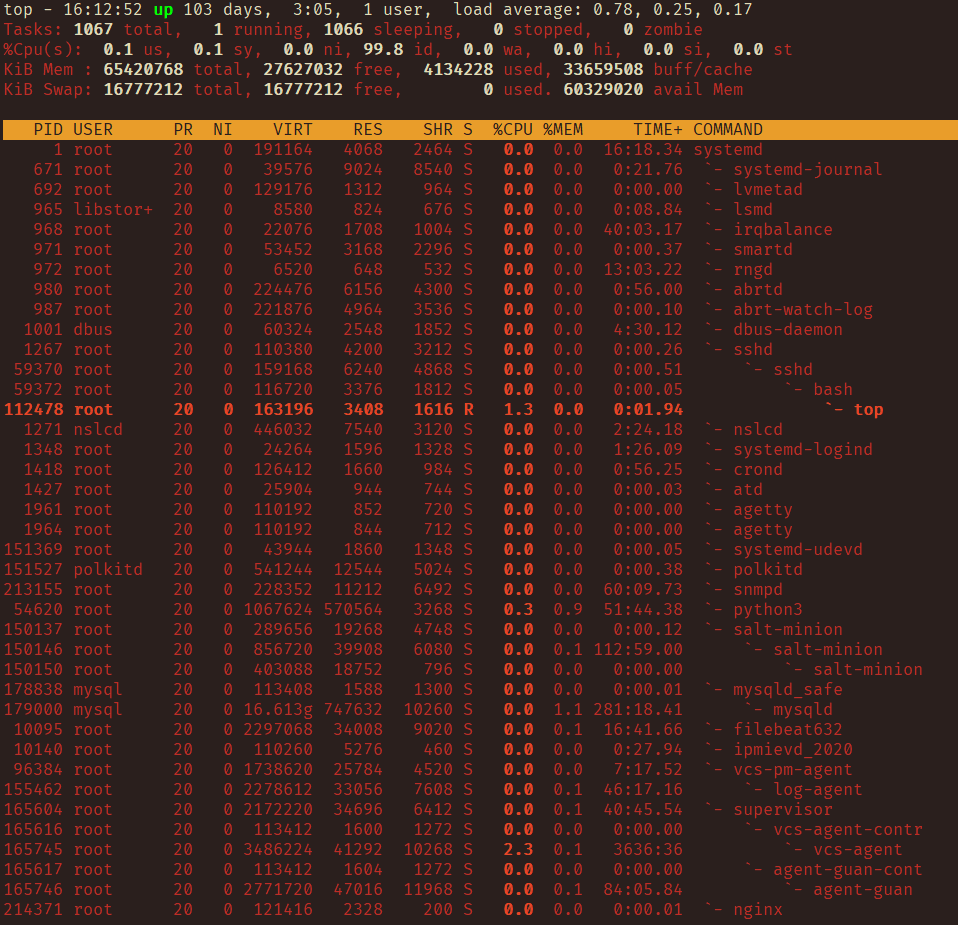 top - 16:12:52 up 103 days,  3:05,  1 user,  load average: 0.78, 0.25, 0.17
Tasks: 1067 total,   1 running, 1066 sleeping,   0 stopped,   0 zombie
%Cpu(s):  0.1 us,  0.1 sy,  0.0 ni, 99.8 id,  0.0 wa,  0.0 hi,  0.0 si,  0.0 st
KiB Mem : 65420768 total, 27627032 free,  4134228 used, 33659508 buff/cache
KiB Swap: 16777212 total, 16777212 free,        0 used. 60329020 avail Mem
   PID USER      PR  NI    VIRT    RES    SHR S  %CPU %MEM     TIME+ COMMAND
     1 root      20   0  191164   4068   2464 S   0.0  0.0  16:18.34 systemd
   671 root      20   0   39576   9024   8540 S   0.0  0.0   0:21.76  `- systemd-journal
   692 root      20   0  129176   1312    964 S   0.0  0.0   0:00.00  `- lvmetad
   965 libstor+  20   0    8580    824    676 S   0.0  0.0   0:08.84  `- lsmd
   968 root      20   0   22076   1708   1004 S   0.0  0.0  40:03.17  `- irqbalance
   971 root      20   0   53452   3168   2296 S   0.0  0.0   0:00.37  `- smartd
   972 root      20   0    6520    648    532 S   0.0  0.0  13:03.22  `- rngd
   980 root      20   0  224476   6156   4300 S   0.0  0.0   0:56.00  `- abrtd
   987 root      20   0  221876   4964   3536 S   0.0  0.0   0:00.10  `- abrt-watch-log
  1001 dbus      20   0   60324   2548   1852 S   0.0  0.0   4:30.12  `- dbus-daemon
  1267 root      20   0  110380   4200   3212 S   0.0  0.0   0:00.26  `- sshd
 59370 root      20   0  159168   6240   4868 S   0.0  0.0   0:00.51      `- sshd
 59372 root      20   0  116720   3376   1812 S   0.0  0.0   0:00.05          `- bash
112478 root      20   0  163196   3408   1616 R   1.3  0.0   0:01.94              `- top
  1271 nslcd     20   0  446032   7540   3120 S   0.0  0.0   2:24.18  `- nslcd
  1348 root      20   0   24264   1596   1328 S   0.0  0.0   1:26.09  `- systemd-logind
  1418 root      20   0  126412   1660    984 S   0.0  0.0   0:56.25  `- crond
  1427 root      20   0   25904    944    744 S   0.0  0.0   0:00.03  `- atd
  1961 root      20   0  110192    852    720 S   0.0  0.0   0:00.00  `- agetty
  1964 root      20   0  110192    844    712 S   0.0  0.0   0:00.00  `- agetty
151369 root      20   0   43944   1860   1348 S   0.0  0.0   0:00.05  `- systemd-udevd
151527 polkitd   20   0  541244  12544   5024 S   0.0  0.0   0:00.38  `- polkitd
213155 root      20   0  228352  11212   6492 S   0.0  0.0  60:09.73  `- snmpd
 54620 root      20   0 1067624 570564   3268 S   0.3  0.9  51:44.38  `- python3
150137 root      20   0  289656  19268   4748 S   0.0  0.0   0:00.12  `- salt-minion
150146 root      20   0  856720  39908   6080 S   0.0  0.1 112:59.00      `- salt-minion
150150 root      20   0  403088  18752    796 S   0.0  0.0   0:00.00          `- salt-minion
178838 mysql     20   0  113408   1588   1300 S   0.0  0.0   0:00.01  `- mysqld_safe
179000 mysql     20   0 16.613g 747632  10260 S   0.0  1.1 281:18.41      `- mysqld
 10095 root      20   0 2297068  34008   9020 S   0.0  0.1  16:41.66  `- filebeat632
 10140 root      20   0  110260   5276    460 S   0.0  0.0   0:27.94  `- ipmievd_2020
 96384 root      20   0 1738620  25784   4520 S   0.0  0.0   7:17.52  `- vcs-pm-agent
155462 root      20   0 2278612  33056   7608 S   0.0  0.1  46:17.16      `- log-agent
165604 root      20   0 2172220  34696   6412 S   0.0  0.1  40:45.54  `- supervisor
165616 root      20   0  113412   1600   1272 S   0.0  0.0   0:00.00      `- vcs-agent-contr
165745 root      20   0 3486224  41292  10268 S   2.3  0.1   3636:36          `- vcs-agent
165617 root      20   0  113412   1604   1272 S   0.0  0.0   0:00.00      `- agent-guan-cont
165746 root      20   0 2771720  47016  11968 S   0.0  0.1  84:05.84          `- agent-guan
214371 root      20   0  121416   2328    200 S   0.0  0.0   0:00.01  `- nginx